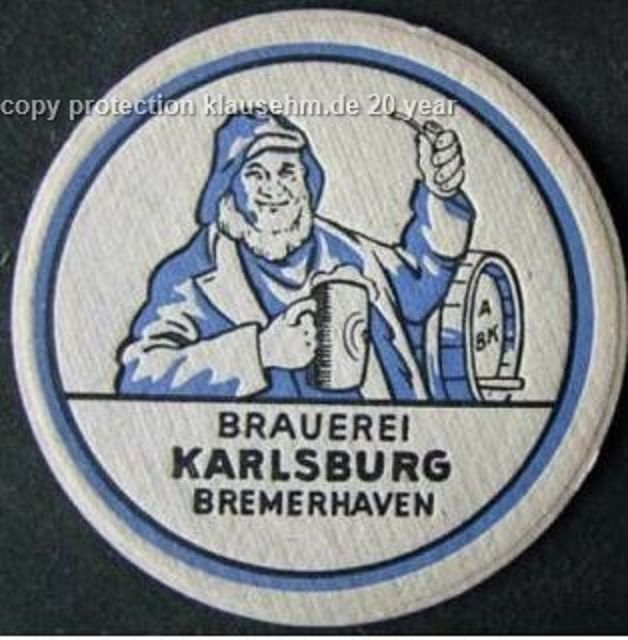 copy protection klausehm.de 20 year
A
BK
BRAUEREI
KARLSBURG
BREMERHAVEN